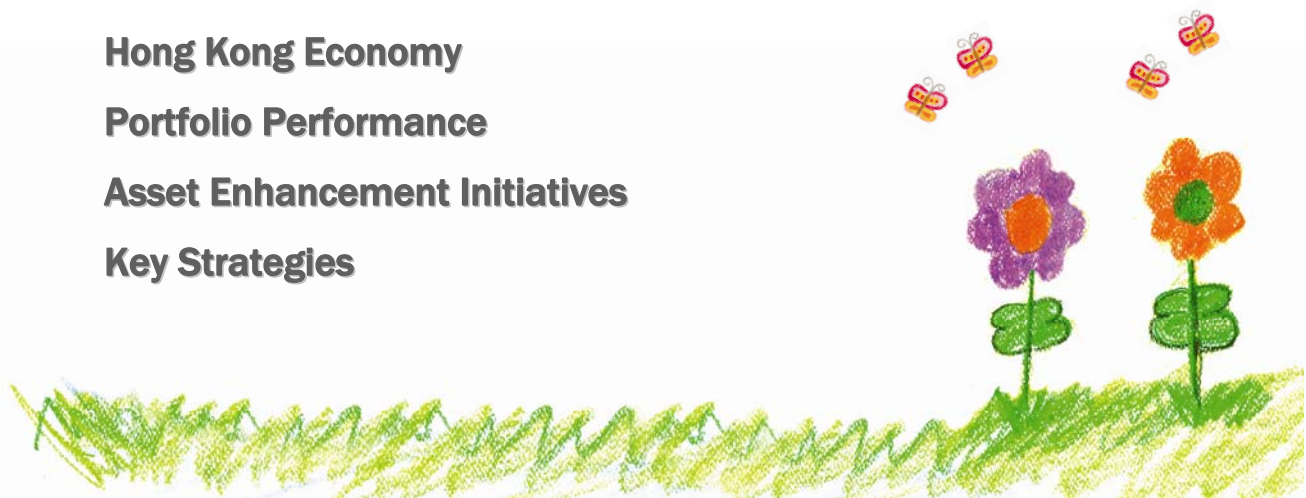 Hong Kong Economy
Portfolio Performance
Asset Enhancement Initiatives
Key Strategies